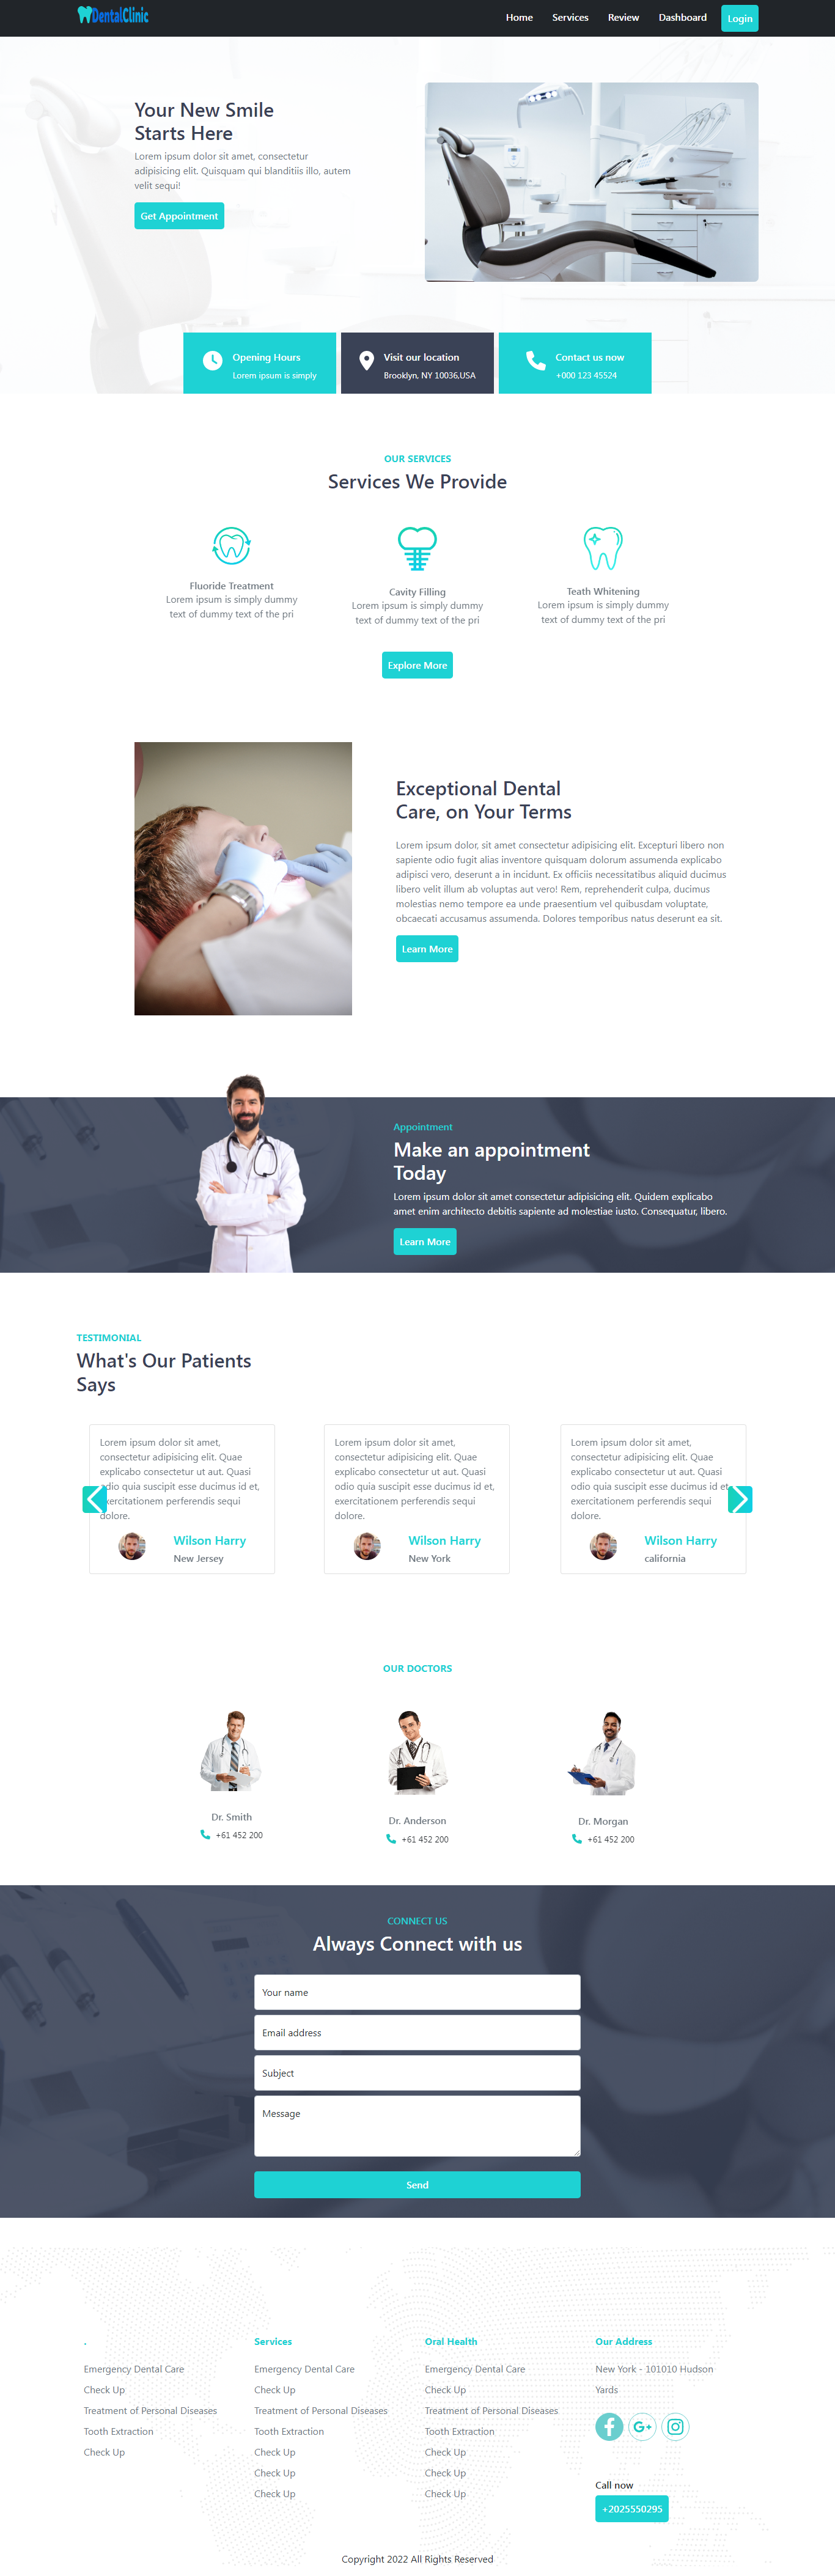 DentalClinic
Home Services Review Dashboard Login
Your New Smile
Starts Here
Lorem ipsum dolor sit amet, consectetur
adipisicing elit. Quisquam qui blanditiis illo, autem
velit sequi!
Get Appointment
Opening Hours
Lorem ipsum is simply
Visit our location
Brooklyn, NY 10036,USA
Contact us now
+000 123 45524
OUR SERVICES
Services We Provide
Fluoride Treatment
Lorem ipsum is simply dummy
text of dummy text of the pri
Cavity Filling
Lorem ipsum is simply dummy
text of dummy text of the pri
Teath Whitening
Lorem ipsum is simply dummy
text of dummy text of the pri
Explore More
Exceptional Dental
Care, on Your Terms
Lorem ipsum dolor, sit amet consectetur adipisicing elit. Excepturi libero non
sapiente odio fugit alias inventore quisquam dolorum assumenda explicabo
adipisci vero, deserunt a in incidunt. Ex officiis necessitatibus aliquid ducimus
libero velit illum ab voluptas aut vero! Rem, reprehenderit culpa, ducimus
molestias nemo tempore ea unde praesentium vel quibusdam voluptate,
obcaecati accusamus assumenda. Dolores temporibus natus deserunt ea sit.
Learn More
Appointment
Make an appointment
Today
Lorem ipsum dolor sit amet consectetur adipisicing elit. Quidem explicabo
amet enim architecto debitis sapiente ad molestiae iusto. Consequatur, libero.
Learn More
TESTIMONIAL
What's Our Patients
Says
Lorem ipsum dolor sit amet,
consectetur adipisicing elit. Quae
explicabo consectetur ut aut. Quasi
odio quia suscipit esse ducimus id et,
exercitationem perferendis sequi
dolore.
Wilson Harry
New Jersey
Lorem ipsum dolor sit amet,
consectetur adipisicing elit. Quae
explicabo consectetur ut aut. Quasi
odio quia suscipit esse ducimus id et,
exercitationem perferendis sequi
dolore.
Wilson Harry
New York
Lorem ipsum dolor sit amet,
consectetur adipisicing elit. Quae
explicabo consectetur ut aut. Quasi
odio quia suscipit esse ducimus id et,
exercitationem perferendis sequi
dolore.
Wilson Harry
california
OUR DOCTORS
Dr. Smith
+61 452 200
Dr. Anderson
+61 452 200
Dr. Morgan
+61 452 200
CONNECT US
Always Connect with us
Your name
Email address
Subject
Message
Send
.
Emergency Dental Care
Check Up
Treatment of Personal Diseases
Tooth Extraction
Check Up
Services
Emergency Dental Care
Check Up
Treatment of Personal Diseases
Tooth Extraction
Check Up
Check Up
Check Up
Oral Health
Emergency Dental Care
Check Up
Treatment of Personal Diseases
Tooth Extraction
Check Up
Check Up
Check Up
Our Address
New York - 101010 Hudson
Yards
Call now
+2025550295
Copyright 2022 All Rights Reserved